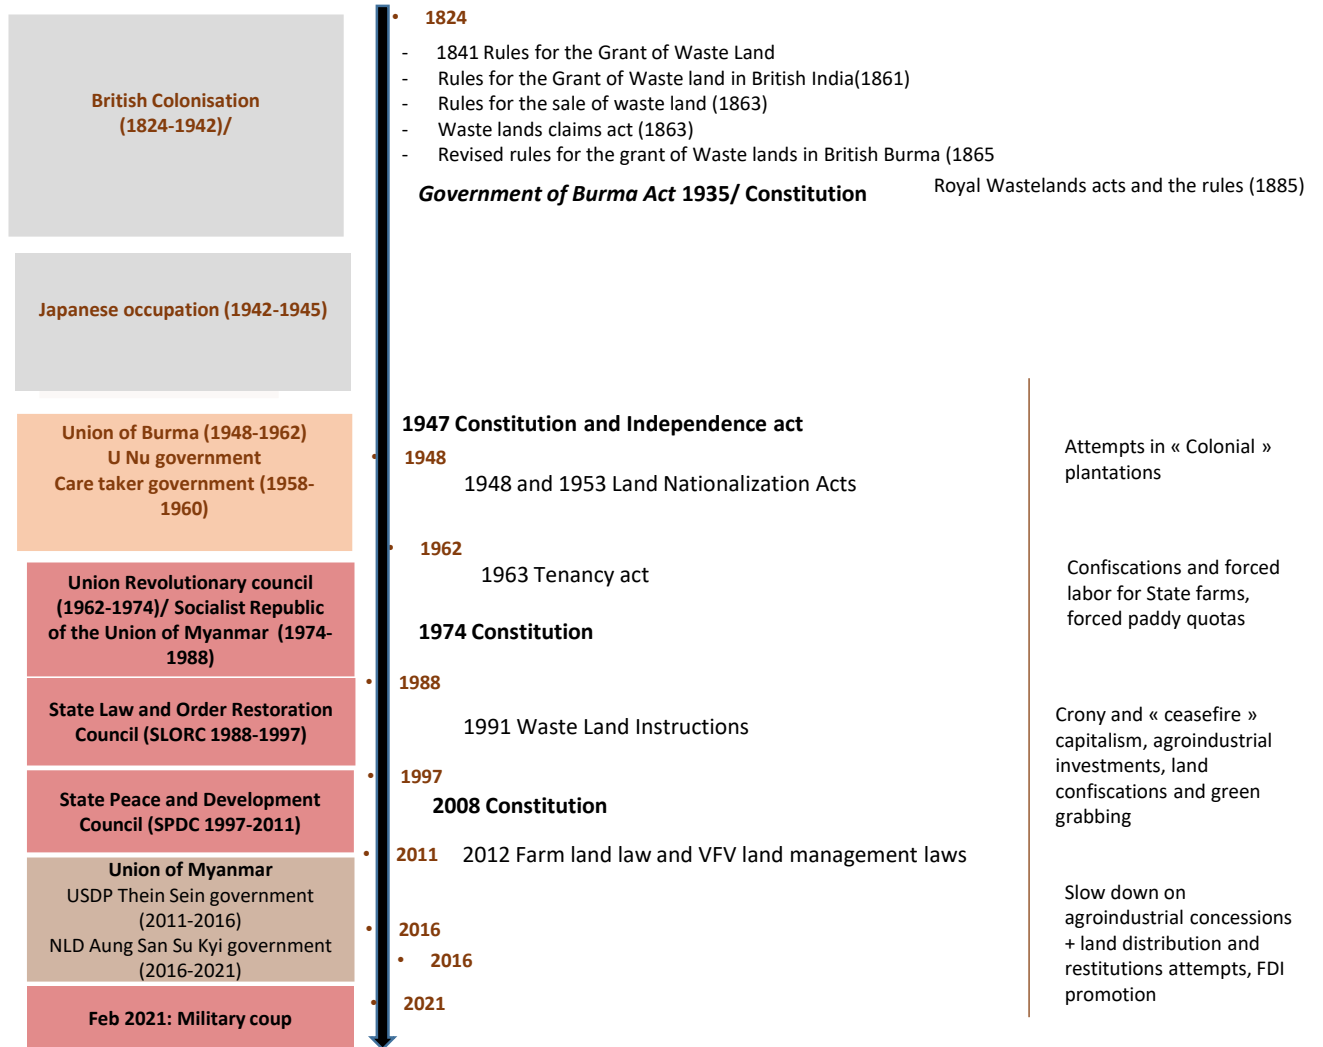 British Colonisation
(1824-1942)/
Japanese occupation (1942-1945)
Union of Burma (1948-1962)
U Nu government
Care taker government (1958-
1960)
Union Revolutionary council
(1962-1974)/ Socialist Republic
of the Union of Myanmar (1974-
1988)
State Law and Order Restoration
Council (SLORC 1988-1997)
State Peace and Development
Council (SPDC 1997-2011)
Union of Myanmar
USDP Thein Sein government
(2011-2016)
NLD Aung San Su Kyi government
(2016-2021)
Feb 2021: Military coup
• 1824
- 1841 Rules for the Grant of Waste Land
- Rules for the Grant of Waste land in British India(1861)
- Rules for the sale of waste land (1863)
- Waste lands claims act (1863)
- Revised rules for the grant of Waste lands in British Burma (1865
Royal Wastelands acts and the rules (1885)
Government of Burma Act 1935/ Constitution
1947 Constitution and Independence act
• 1948
1948 and 1953 Land Nationalization Acts
• 1962
1963 Tenancy act
1974 Constitution
• 1988
1991 Waste Land Instructions
• 1997
2008 Constitution
• 2011
2012 Farm land law and VFV land management laws
• 2016
• 2016
• 2021
Attempts in « Colonial »
plantations
Confiscations and forced
labor for State farms,
forced paddy quotas
Crony and « ceasefire »
capitalism, agroindustrial
investments, land
confiscations and green
grabbing
Slow down on
agroindustrial concessions
+ land distribution and
restitutions attempts, FDI
promotion